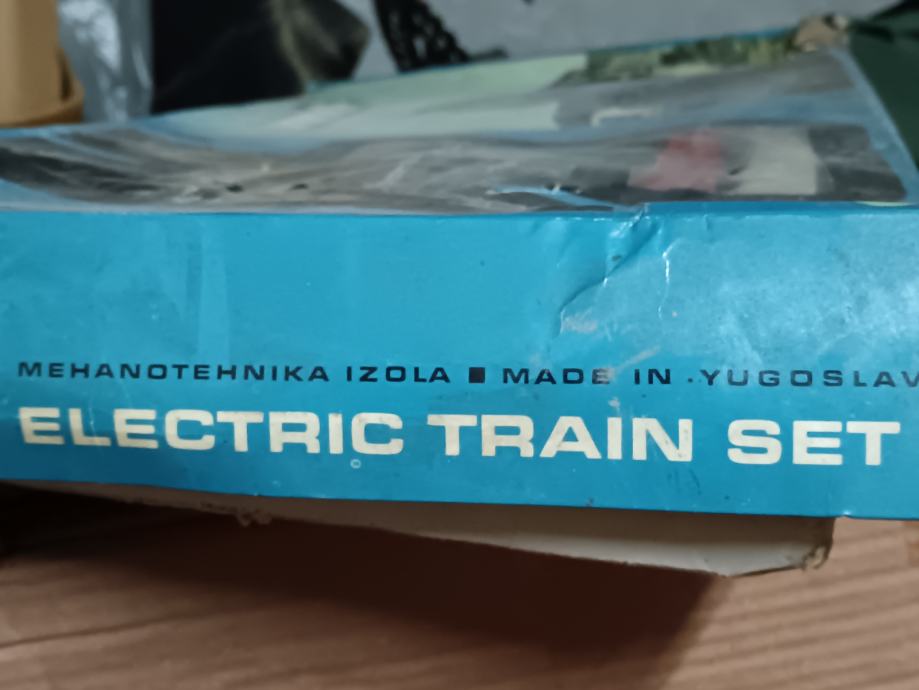 MEHANOTEHNIKA IZOLA ■ MADE IN ·YUGOSLAV
ELECTRIC TRAIN SET